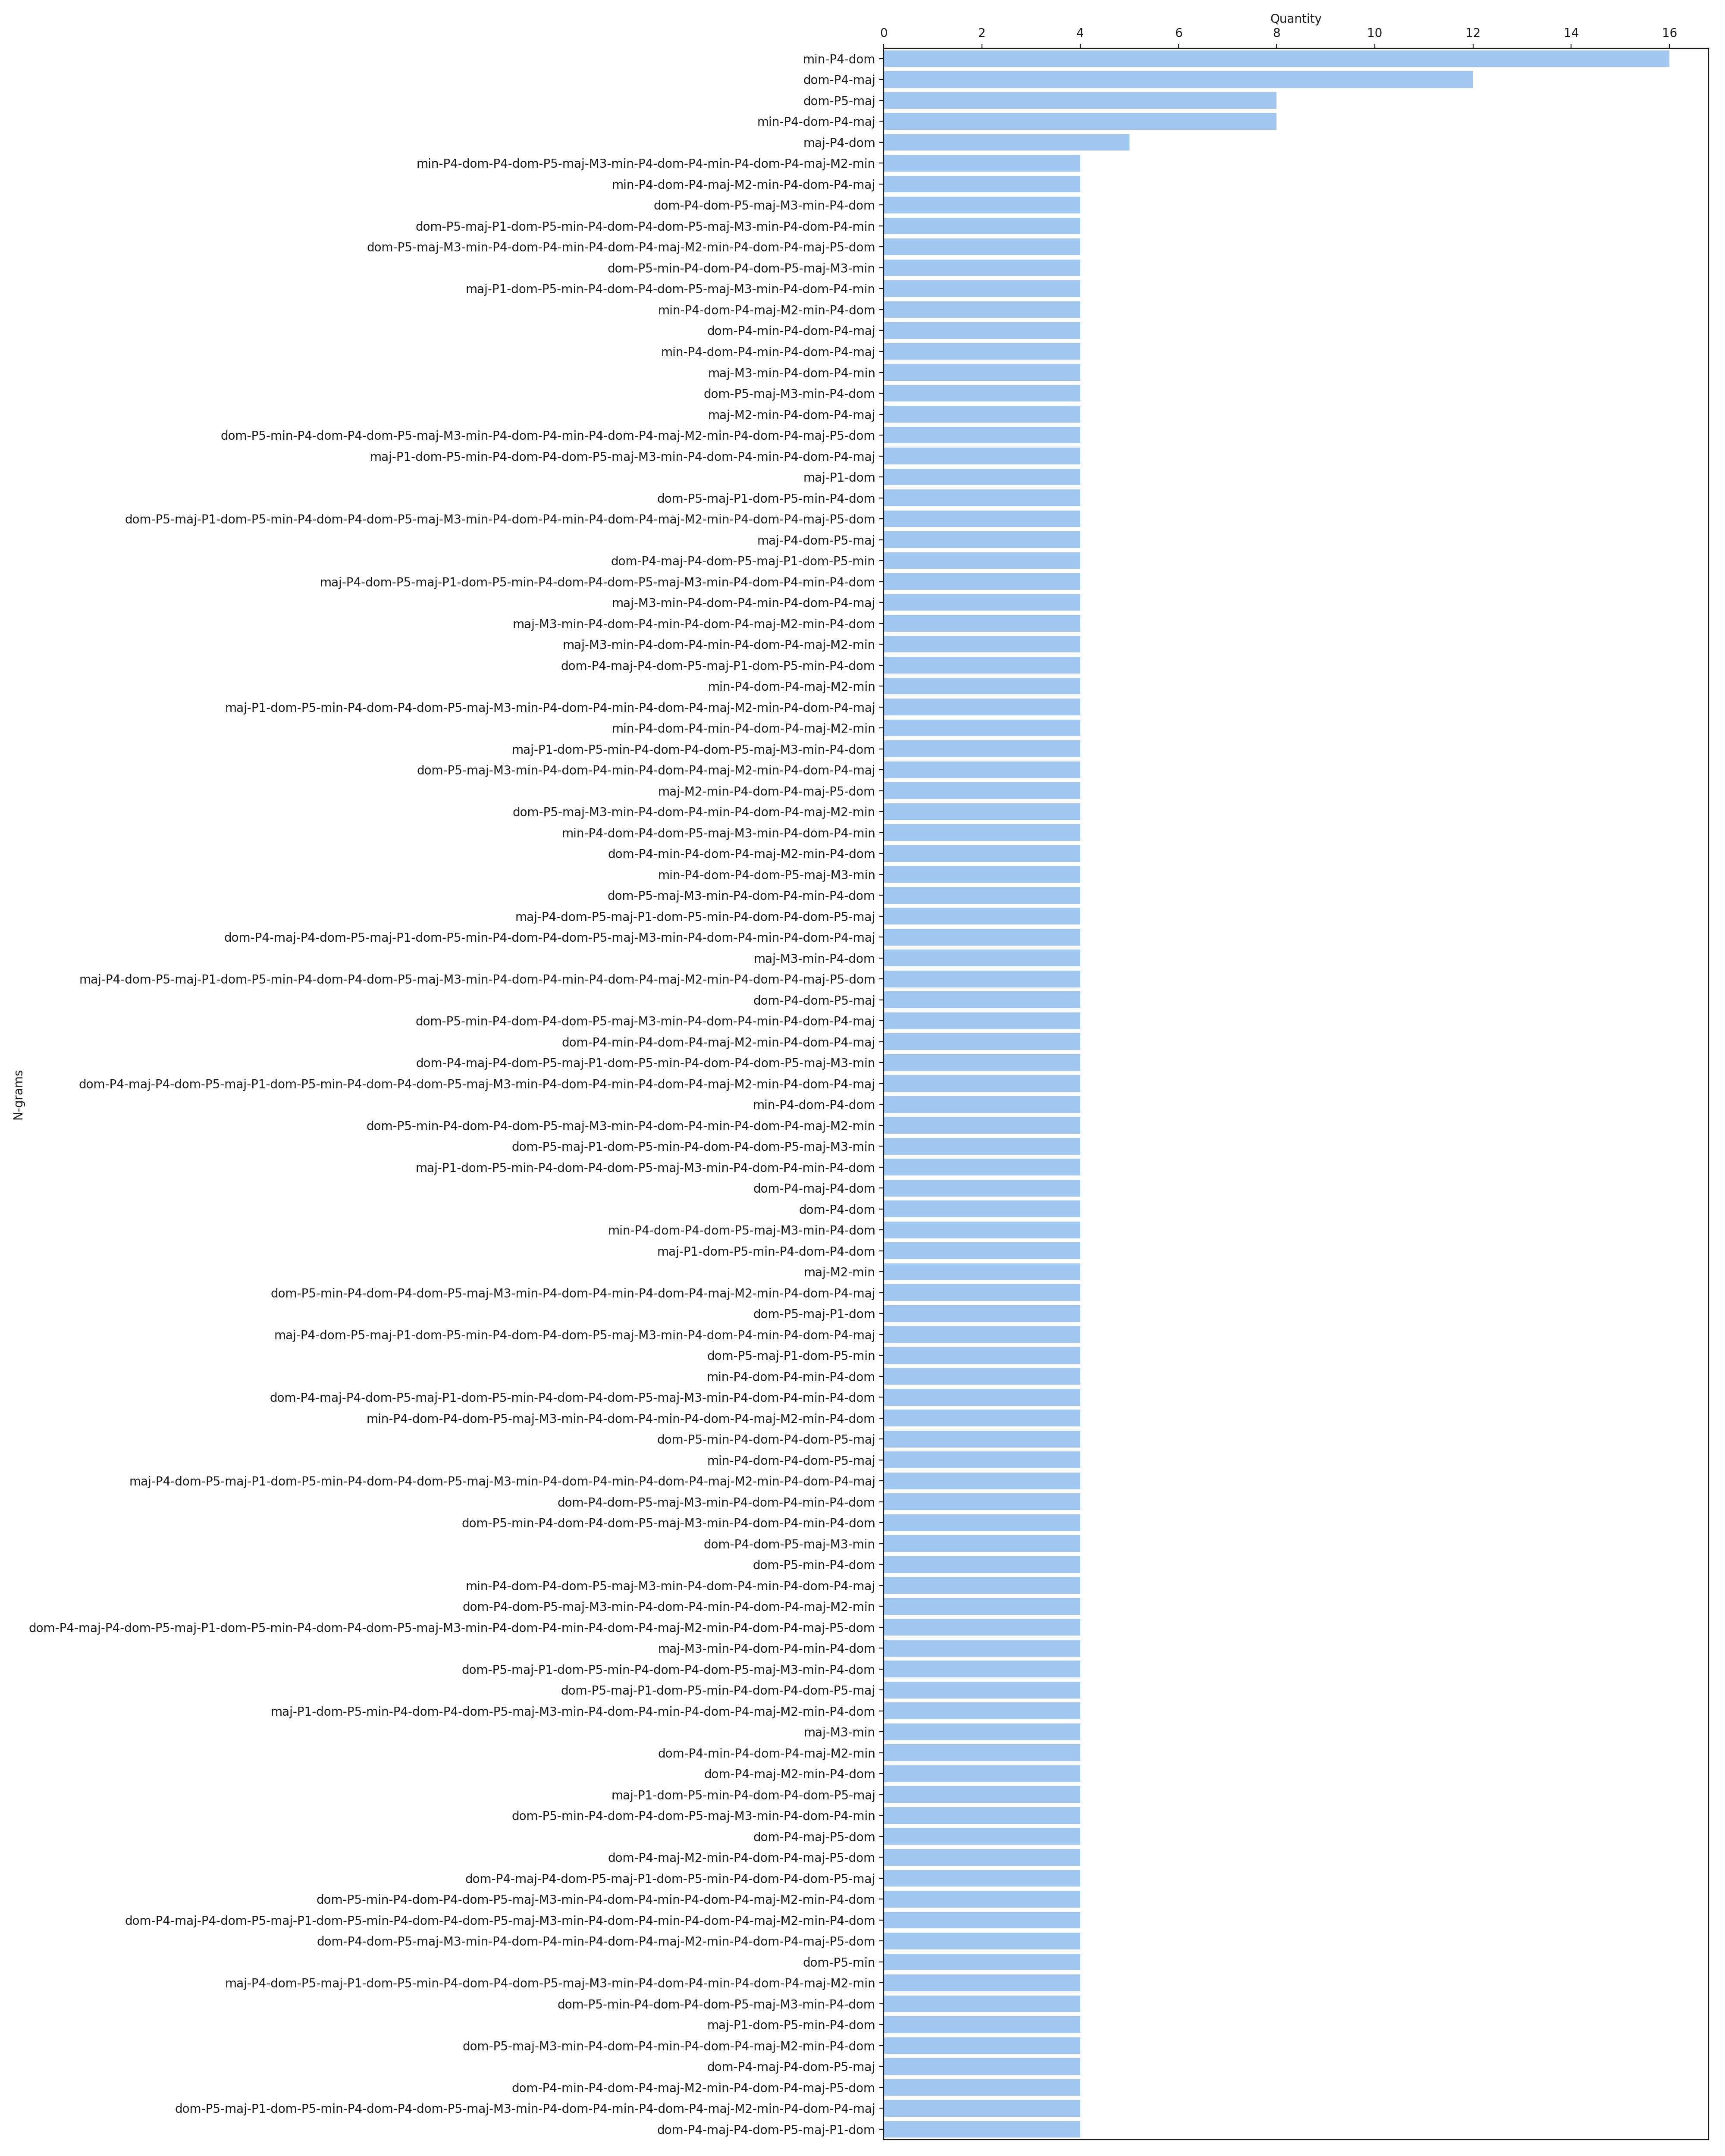 Quantity
0 2 4 6 8 10 12 14 16
min-P4-dom
dom-P4-maj
dom-P5-maj
min-P4-dom-P4-maj
maj-P4-dom
min-P4-dom-P4-dom-P5-maj-M3-min-P4-dom-P4-min-P4-dom-P4-maj-M2-min
min-P4-dom-P4-maj-M2-min-P4-dom-P4-maj
dom-P4-dom-P5-maj-M3-min-P4-dom
dom-P5-maj-P1-dom-P5-min-P4-dom-P4-dom-P5-maj-M3-min-P4-dom-P4-min
dom-P5-maj-M3-min-P4-dom-P4-min-P4-dom-P4-maj-M2-min-P4-dom-P4-maj-P5-dom
dom-P5-min-P4-dom-P4-dom-P5-maj-M3-min
maj-P1-dom-P5-min-P4-dom-P4-dom-P5-maj-M3-min-P4-dom-P4-min
min-P4-dom-P4-maj-M2-min-P4-dom
dom-P4-min-P4-dom-P4-maj
min-P4-dom-P4-min-P4-dom-P4-maj
maj-M3-min-P4-dom-P4-min
dom-P5-maj-M3-min-P4-dom
maj-M2-min-P4-dom-P4-maj
dom-P5-min-P4-dom-P4-dom-P5-maj-M3-min-P4-dom-P4-min-P4-dom-P4-maj-M2-min-P4-dom-P4-maj-P5-dom
maj-P1-dom-P5-min-P4-dom-P4-dom-P5-maj-M3-min-P4-dom-P4-min-P4-dom-P4-maj
maj-P1-dom
dom-P5-maj-P1-dom-P5-min-P4-dom
dom-P5-maj-P1-dom-P5-min-P4-dom-P4-dom-P5-maj-M3-min-P4-dom-P4-min-P4-dom-P4-maj-M2-min-P4-dom-P4-maj-P5-dom
maj-P4-dom-P5-maj
dom-P4-maj-P4-dom-P5-maj-P1-dom-P5-min
maj-P4-dom-P5-maj-P1-dom-P5-min-P4-dom-P4-dom-P5-maj-M3-min-P4-dom-P4-min-P4-dom
maj-M3-min-P4-dom-P4-min-P4-dom-P4-maj
maj-M3-min-P4-dom-P4-min-P4-dom-P4-maj-M2-min-P4-dom
maj-M3-min-P4-dom-P4-min-P4-dom-P4-maj-M2-min
dom-P4-maj-P4-dom-P5-maj-P1-dom-P5-min-P4-dom
min-P4-dom-P4-maj-M2-min
maj-P1-dom-P5-min-P4-dom-P4-dom-P5-maj-M3-min-P4-dom-P4-min-P4-dom-P4-maj-M2-min-P4-dom-P4-maj
min-P4-dom-P4-min-P4-dom-P4-maj-M2-min
maj-P1-dom-P5-min-P4-dom-P4-dom-P5-maj-M3-min-P4-dom
dom-P5-maj-M3-min-P4-dom-P4-min-P4-dom-P4-maj-M2-min-P4-dom-P4-maj
maj-M2-min-P4-dom-P4-maj-P5-dom
dom-P5-maj-M3-min-P4-dom-P4-min-P4-dom-P4-maj-M2-min
min-P4-dom-P4-dom-P5-maj-M3-min-P4-dom-P4-min
dom-P4-min-P4-dom-P4-maj-M2-min-P4-dom
min-P4-dom-P4-dom-P5-maj-M3-min
dom-P5-maj-M3-min-P4-dom-P4-min-P4-dom
maj-P4-dom-P5-maj-P1-dom-P5-min-P4-dom-P4-dom-P5-maj
dom-P4-maj-P4-dom-P5-maj-P1-dom-P5-min-P4-dom-P4-dom-P5-maj-M3-min-P4-dom-P4-min-P4-dom-P4-maj
maj-M3-min-P4-dom
maj-P4-dom-P5-maj-P1-dom-P5-min-P4-dom-P4-dom-P5-maj-M3-min-P4-dom-P4-min-P4-dom-P4-maj-M2-min-P4-dom-P4-maj-P5-dom
dom-P4-dom-P5-maj
dom-P5-min-P4-dom-P4-dom-P5-maj-M3-min-P4-dom-P4-min-P4-dom-P4-maj
dom-P4-min-P4-dom-P4-maj-M2-min-P4-dom-P4-maj
dom-P4-maj-P4-dom-P5-maj-P1-dom-P5-min-P4-dom-P4-dom-P5-maj-M3-min
dom-P4-maj-P4-dom-P5-maj-P1-dom-P5-min-P4-dom-P4-dom-P5-maj-M3-min-P4-dom-P4-min-P4-dom-P4-maj-M2-min-P4-dom-P4-maj
min-P4-dom-P4-dom
dom-P5-min-P4-dom-P4-dom-P5-maj-M3-min-P4-dom-P4-min-P4-dom-P4-maj-M2-min
dom-P5-maj-P1-dom-P5-min-P4-dom-P4-dom-P5-maj-M3-min
maj-P1-dom-P5-min-P4-dom-P4-dom-P5-maj-M3-min-P4-dom-P4-min-P4-dom
dom-P4-maj-P4-dom
dom-P4-dom
min-P4-dom-P4-dom-P5-maj-M3-min-P4-dom
maj-P1-dom-P5-min-P4-dom-P4-dom
maj-M2-min
dom-P5-min-P4-dom-P4-dom-P5-maj-M3-min-P4-dom-P4-min-P4-dom-P4-maj-M2-min-P4-dom-P4-maj
dom-P5-maj-P1-dom
maj-P4-dom-P5-maj-P1-dom-P5-min-P4-dom-P4-dom-P5-maj-M3-min-P4-dom-P4-min-P4-dom-P4-maj
dom-P5-maj-P1-dom-P5-min
min-P4-dom-P4-min-P4-dom
dom-P4-maj-P4-dom-P5-maj-P1-dom-P5-min-P4-dom-P4-dom-P5-maj-M3-min-P4-dom-P4-min-P4-dom
min-P4-dom-P4-dom-P5-maj-M3-min-P4-dom-P4-min-P4-dom-P4-maj-M2-min-P4-dom
dom-P5-min-P4-dom-P4-dom-P5-maj
min-P4-dom-P4-dom-P5-maj
maj-P4-dom-P5-maj-P1-dom-P5-min-P4-dom-P4-dom-P5-maj-M3-min-P4-dom-P4-min-P4-dom-P4-maj-M2-min-P4-dom-P4-maj
dom-P4-dom-P5-maj-M3-min-P4-dom-P4-min-P4-dom
dom-P5-min-P4-dom-P4-dom-P5-maj-M3-min-P4-dom-P4-min-P4-dom
dom-P4-dom-P5-maj-M3-min
dom-P5-min-P4-dom
min-P4-dom-P4-dom-P5-maj-M3-min-P4-dom-P4-min-P4-dom-P4-maj
dom-P4-dom-P5-maj-M3-min-P4-dom-P4-min-P4-dom-P4-maj-M2-min
dom-P4-maj-P4-dom-P5-maj-P1-dom-P5-min-P4-dom-P4-dom-P5-maj-M3-min-P4-dom-P4-min-P4-dom-P4-maj-M2-min-P4-dom-P4-maj-P5-dom
maj-M3-min-P4-dom-P4-min-P4-dom
dom-P5-maj-P1-dom-P5-min-P4-dom-P4-dom-P5-maj-M3-min-P4-dom
dom-P5-maj-P1-dom-P5-min-P4-dom-P4-dom-P5-maj
maj-P1-dom-P5-min-P4-dom-P4-dom-P5-maj-M3-min-P4-dom-P4-min-P4-dom-P4-maj-M2-min-P4-dom
maj-M3-min
dom-P4-min-P4-dom-P4-maj-M2-min
dom-P4-maj-M2-min-P4-dom
maj-P1-dom-P5-min-P4-dom-P4-dom-P5-maj
dom-P5-min-P4-dom-P4-dom-P5-maj-M3-min-P4-dom-P4-min
dom-P4-maj-P5-dom
dom-P4-maj-M2-min-P4-dom-P4-maj-P5-dom
dom-P4-maj-P4-dom-P5-maj-P1-dom-P5-min-P4-dom-P4-dom-P5-maj
dom-P5-min-P4-dom-P4-dom-P5-maj-M3-min-P4-dom-P4-min-P4-dom-P4-maj-M2-min-P4-dom
dom-P4-maj-P4-dom-P5-maj-P1-dom-P5-min-P4-dom-P4-dom-P5-maj-M3-min-P4-dom-P4-min-P4-dom-P4-maj-M2-min-P4-dom
dom-P4-dom-P5-maj-M3-min-P4-dom-P4-min-P4-dom-P4-maj-M2-min-P4-dom-P4-maj-P5-dom
dom-P5-min
maj-P4-dom-P5-maj-P1-dom-P5-min-P4-dom-P4-dom-P5-maj-M3-min-P4-dom-P4-min-P4-dom-P4-maj-M2-min
dom-P5-min-P4-dom-P4-dom-P5-maj-M3-min-P4-dom
maj-P1-dom-P5-min-P4-dom
dom-P5-maj-M3-min-P4-dom-P4-min-P4-dom-P4-maj-M2-min-P4-dom
dom-P4-maj-P4-dom-P5-maj
dom-P4-min-P4-dom-P4-maj-M2-min-P4-dom-P4-maj-P5-dom
dom-P5-maj-P1-dom-P5-min-P4-dom-P4-dom-P5-maj-M3-min-P4-dom-P4-min-P4-dom-P4-maj-M2-min-P4-dom-P4-maj
dom-P4-maj-P4-dom-P5-maj-P1-dom
N-grams